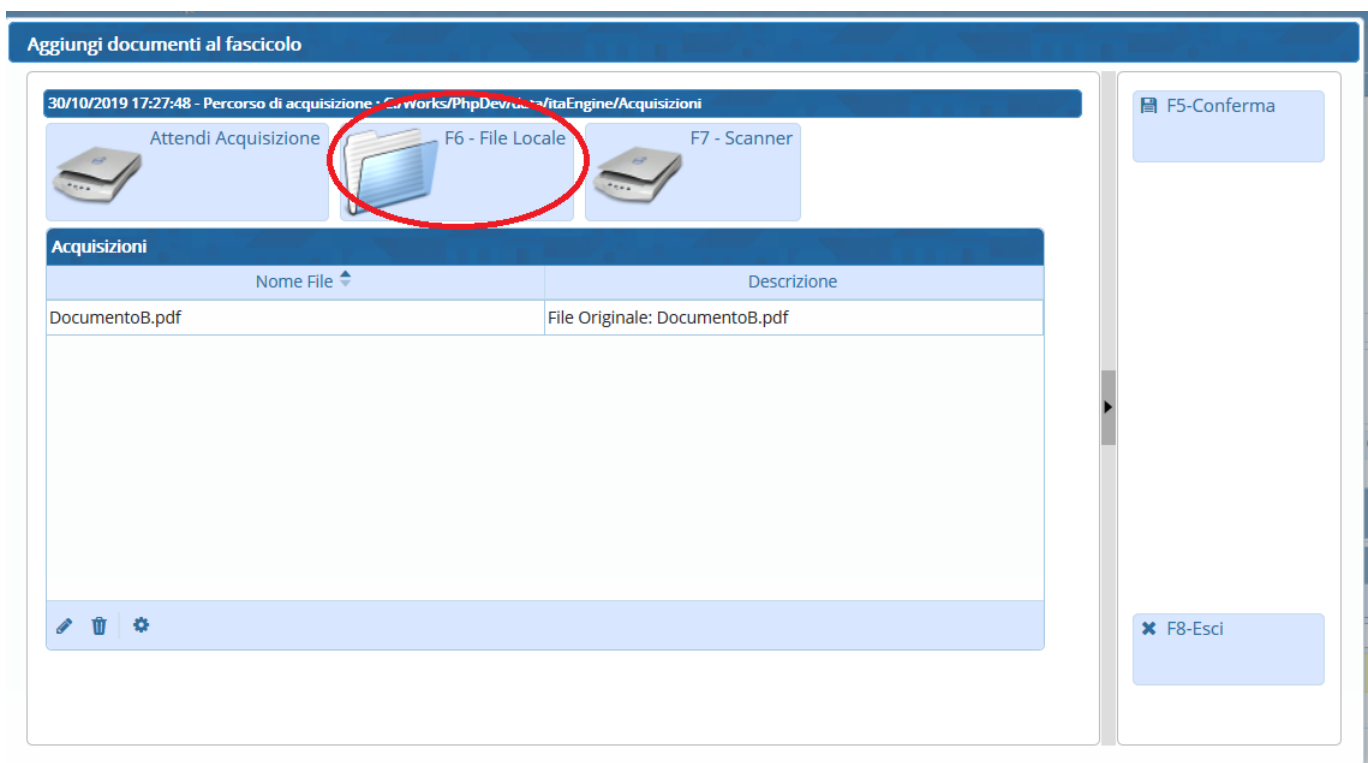 Aggiungi documenti al fascicolo
30/10/2019 17:27:48 - Percorso di acquisizione : C:/Works/PhpDev/data/itaEngine/Acquisizioni
Attendi Acquisizione
F6 - File Locale
F7 - Scanner
F5-Conferma
Acquisizioni
Nome File Descrizione
DocumentoB.pdf File Originale: DocumentoB.pdf
F8-Esci